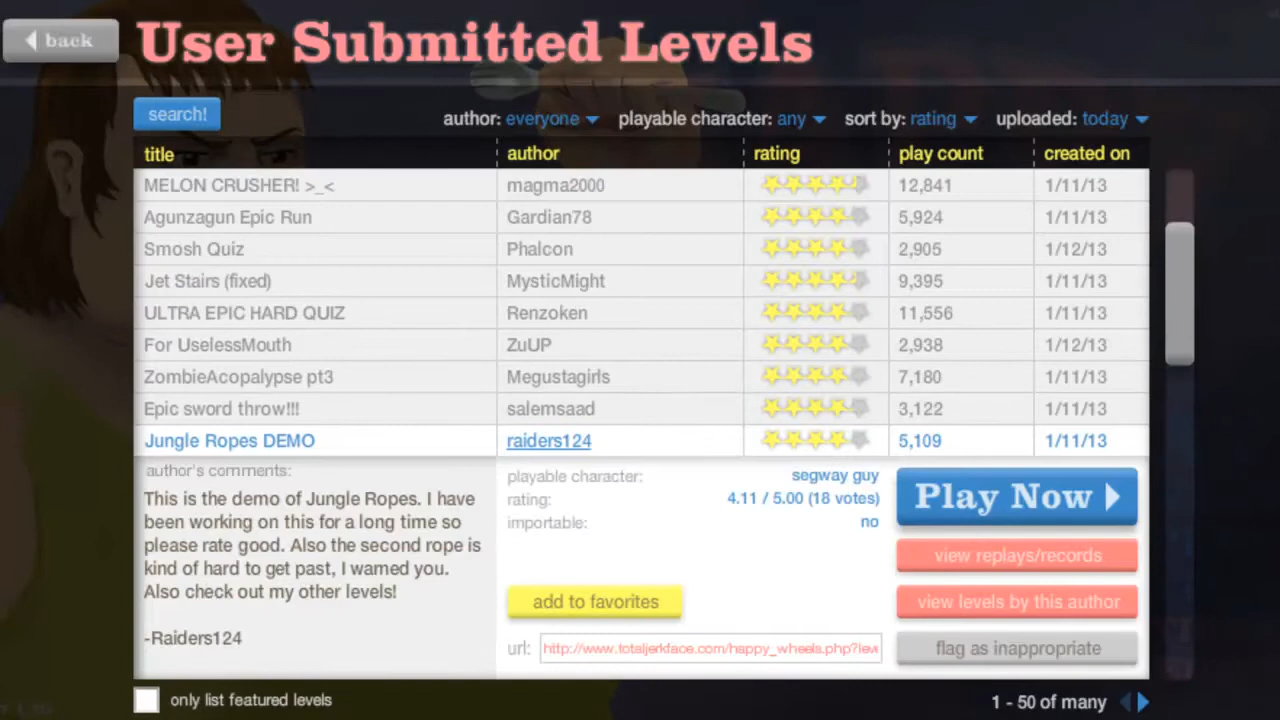 back
User Submitted Levels
search!
author: everyone playable character: any sort by: rating uploaded: today
title author rating play count created on
MELON CRUSHER! >_< magma2000 12,841 1/11/13
Agunzagun Epic Run Gardian78 5,924 1/11/13
Smosh Quiz Phalcon 2,905 1/12/13
Jet Stairs (fixed) MysticMight 9,395 1/11/13
ULTRA EPIC HARD QUIZ Renzoken 11,556 1/11/13
For UselessMouth ZuUP 2,938 1/12/13
ZombieAcopalypse pt3 Megustagirls 7,180 1/11/13
Epic sword throw!!! salemsaad 3,122 1/11/13
Jungle Ropes DEMO raiders124 5,109 1/11/13
author's comments:
This is the demo of Jungle Ropes. I have
been working on this for a long time so
please rate good. Also the second rope is
kind of hard to get past, I warned you.
Also check out my other levels!
-Raiders124
playable character: segway guy
rating: 4.11 / 5.00 (18 votes)
importable: no
add to favorites
url: http://www.totaljerkface.com/happy_wheels.php?lev
Play Now
view replays/records
view levels by this author
flag as inappropriate
only list featured levels
1 - 50 of many